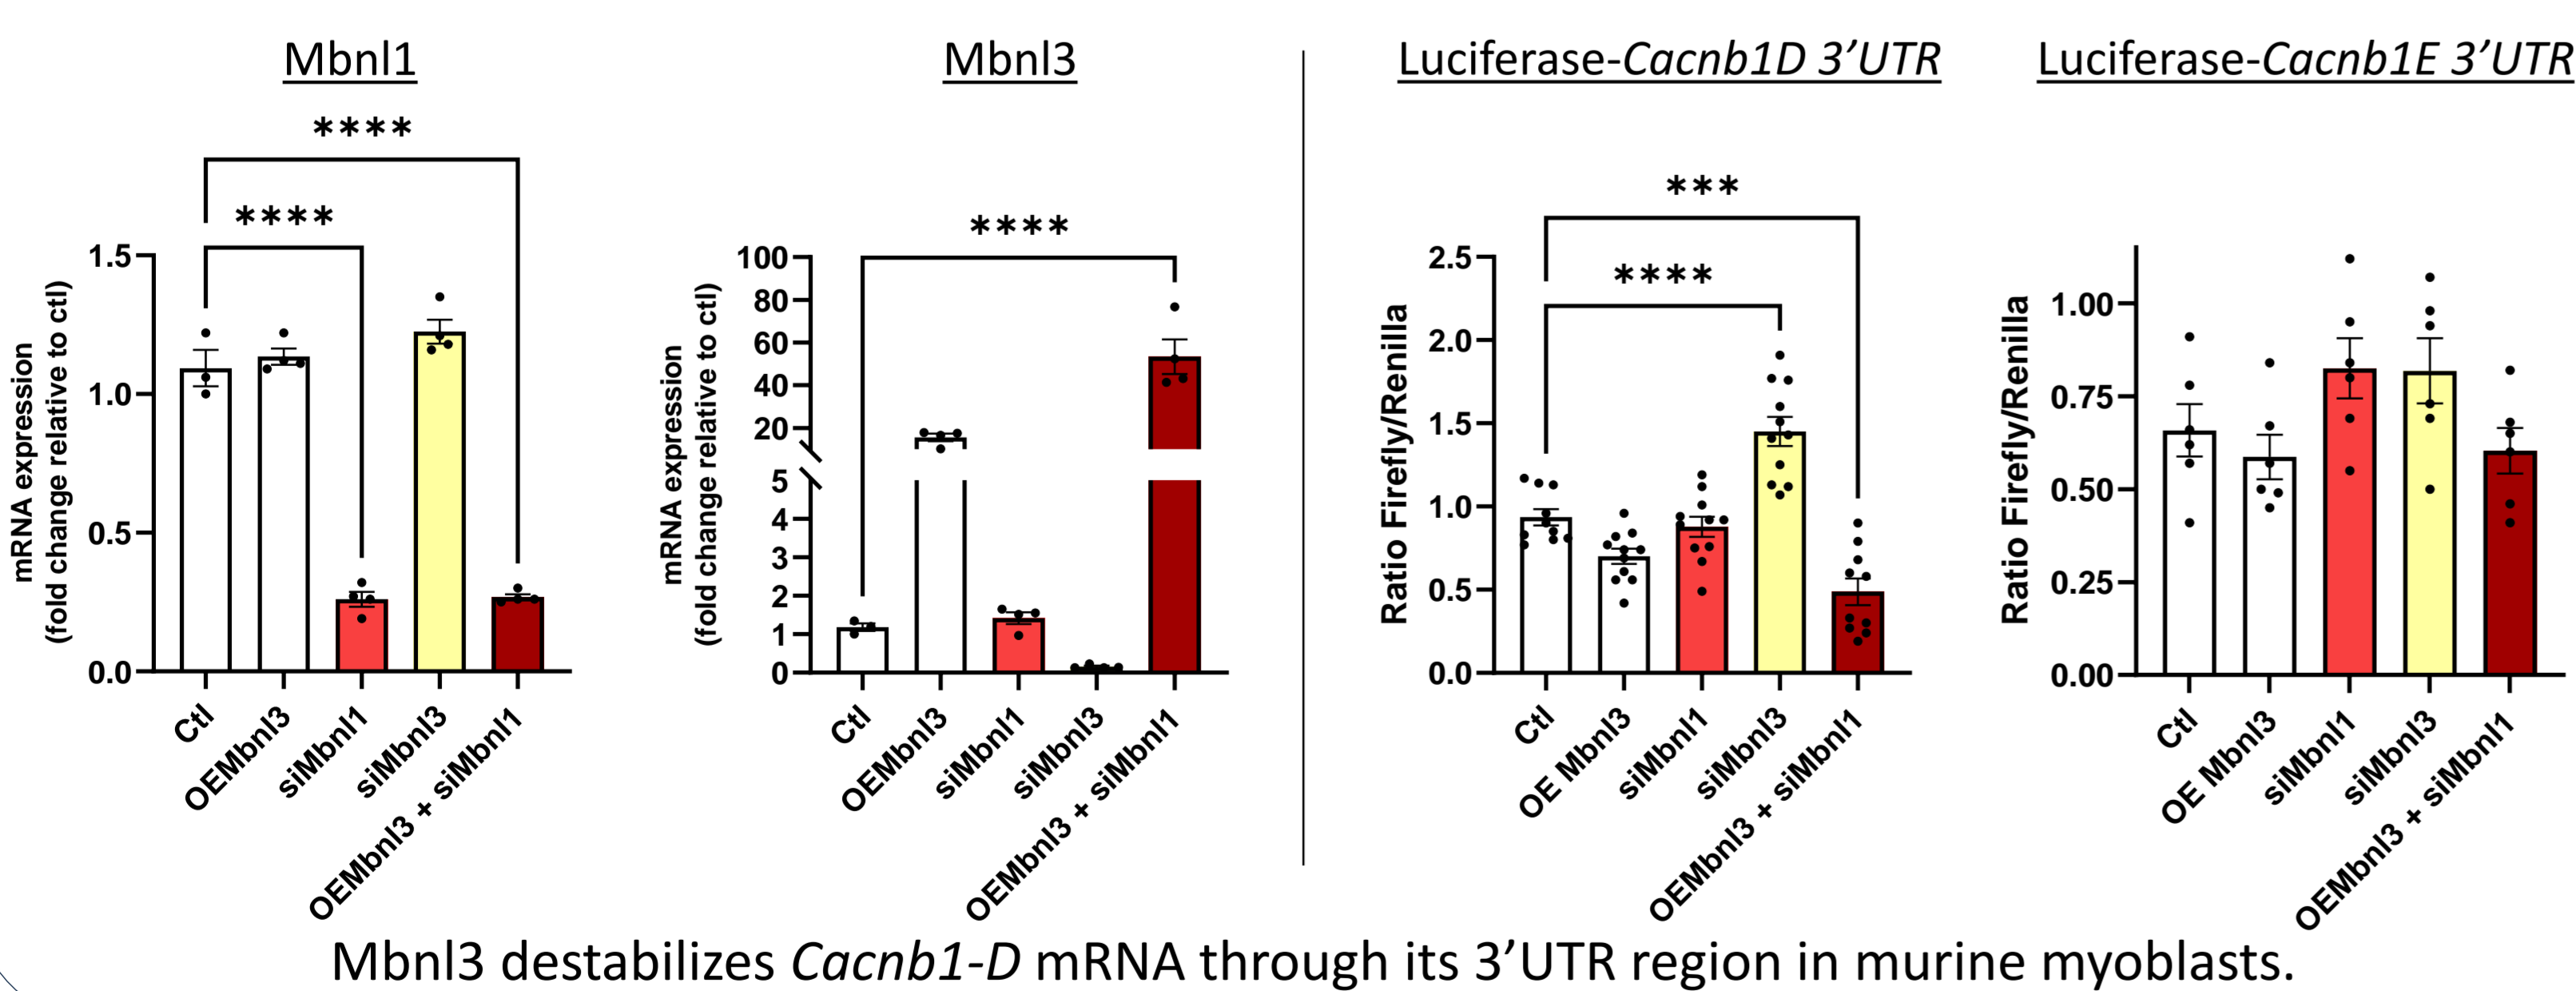 Mbnl1
****
****
mRNA expression
(fold change relative to ctl)
1.5
1.0
0.5
0.0
Ctl
OEMbnl3
siMbnl1
siMbnl3
OEMbnl3 + siMbnl1
Mbnl3
****
mRNA expression
(fold change relative to ctl)
100
80
60
40
20
5
4
3
2
1
0
Ctl
OEMbnl3
siMbnl1
siMbnl3
OEMbnl3 + siMbnl1
Luciferase-Cacnb1D 3’UTR
***
****
Ratio Firefly/Renilla
2.5
2.0
1.5
1.0
0.5
0.0
Ctl
OE Mbnl3
siMbnl1
siMbnl3
OEMbnl3 + siMbnl1
Luciferase-Cacnb1E 3’UTR
Ratio Firefly/Renilla
1.00
0.75
0.50
0.25
0.00
Ctl
OE Mbnl3
siMbnl1
siMbnl3
OEMbnl3 + siMbnl1
Mbnl3 destabilizes Cacnb1-D mRNA through its 3’UTR region in murine myoblasts.